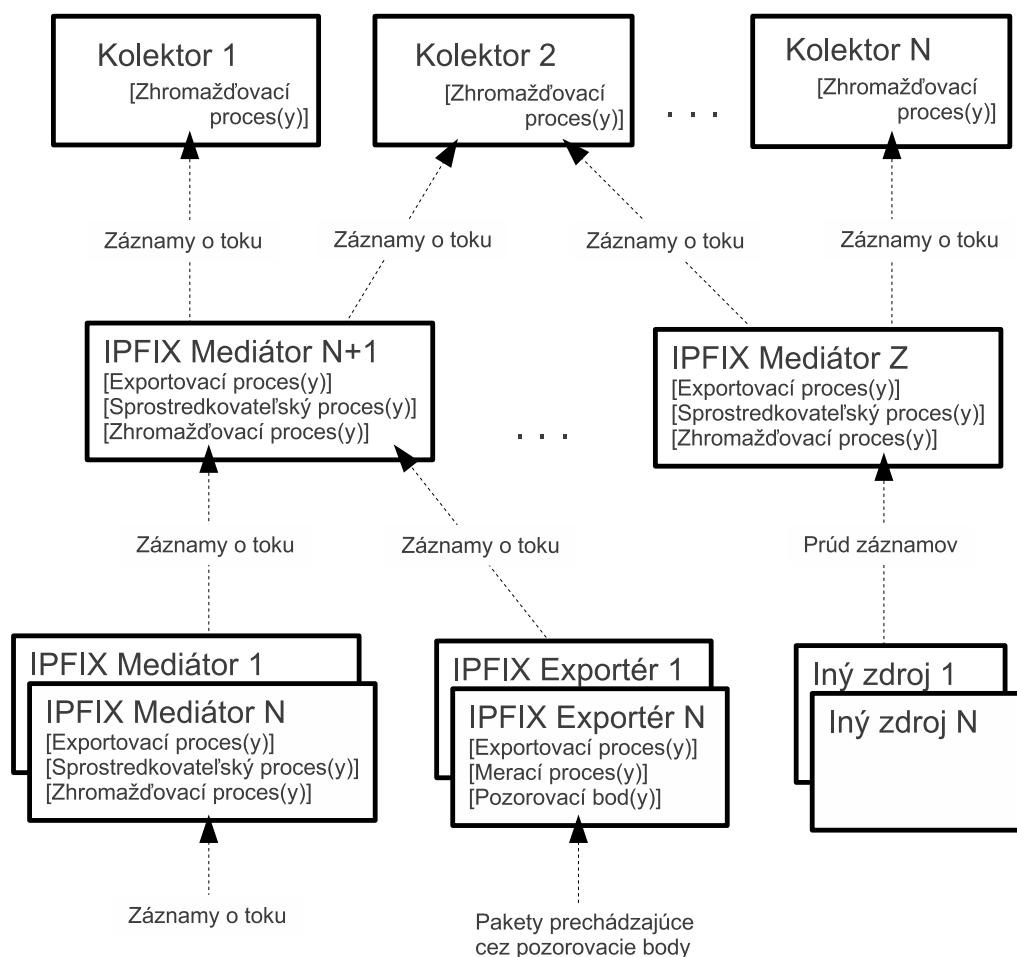 Kolektor 1
[Zhromažďovací
proces(y)]
Kolektor 2
[Zhromažďovací
proces(y)]
. . .
Kolektor N
[Zhromažďovací
proces(y)]
Záznamy o toku
Záznamy o toku
Záznamy o toku
Záznamy o toku
IPFIX Mediátor N+1
[Exportovací proces(y)]
[Sprostredkovateľský proces(y)]
[Zhromažďovací proces(y)]
. . .
IPFIX Mediátor Z
[Exportovací proces(y)]
[Sprostredkovateľský proces(y)]
[Zhromažďovací proces(y)]
Záznamy o toku
Záznamy o toku
Prúd záznamov
IPFIX Mediátor 1
IPFIX Mediátor N
[Exportovací proces(y)]
[Sprostredkovateľský proces(y)]
[Zhromažďovací proces(y)]
IPFIX Exportér 1
IPFIX Exportér N
[Exportovací proces(y)]
[Merací proces(y)]
[Pozorovací bod(y)]
Iný zdroj 1
Iný zdroj N
Záznamy o toku
Pakety prechádzajúce
cez pozorovacie body